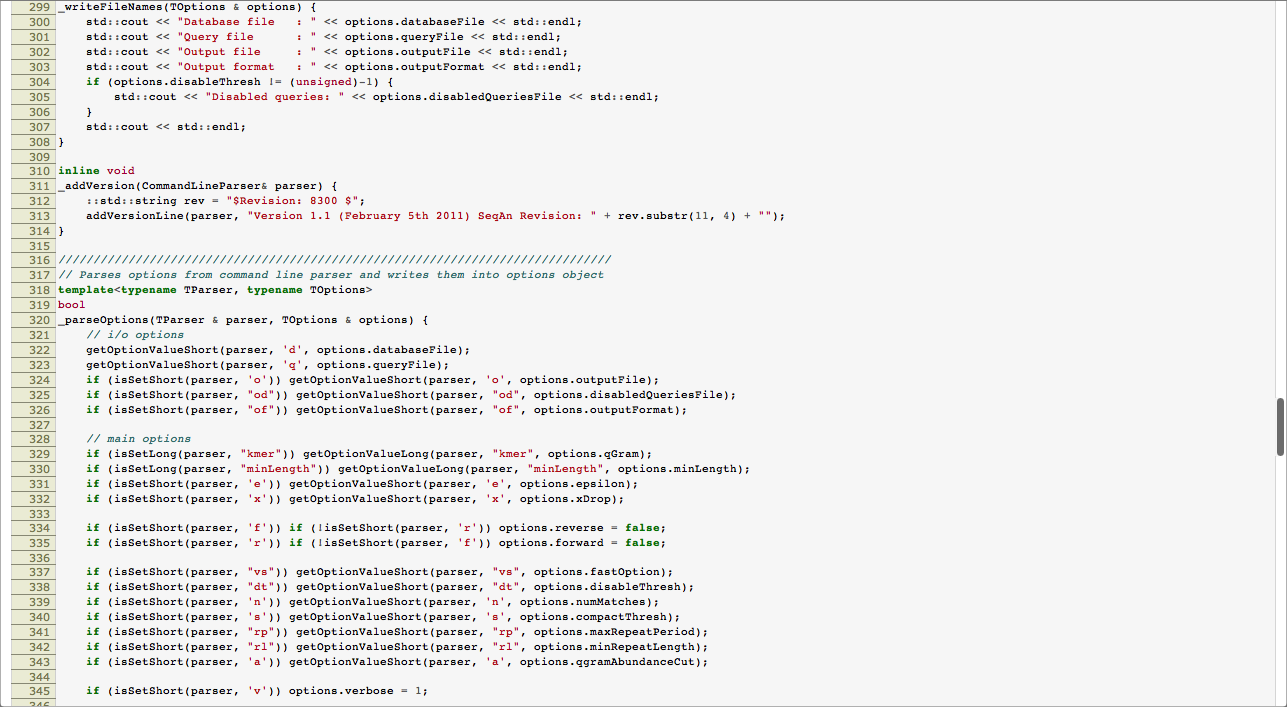 299 _writeFileNames(TOptions & options) {
300     std::cout << "Database file   : " << options.databaseFile << std::endl;
301     std::cout << "Query file      : " << options.queryFile << std::endl;
302     std::cout << "Output file     : " << options.outputFile << std::endl;
303     std::cout << "Output format   : " << options.outputFormat << std::endl;
304     if (options.disableThresh != (unsigned)-1) {
305         std::cout << "Disabled queries: " << options.disabledQueriesFile << std::endl;
306     }
307     std::cout << std::endl;
308 }
309
310 inline void
311 _addVersion(CommandLineParser& parser) {
312     ::std::string rev = "$Revision: 8300 $";
313     addVersionLine(parser, "Version 1.1 (February 5th 2011) SeqAn Revision: " + rev.substr(11, 4) + "");
314 }
315
316 ///////////////////////////////////////////////////////////////////////////////
317 // Parses options from command line parser and writes them into options object
318 template<typename TParser, typename TOptions>
319 bool
320 _parseOptions(TParser & parser, TOptions & options) {
321     // i/o options
322     getOptionValueShort(parser, 'd', options.databaseFile);
323     getOptionValueShort(parser, 'q', options.queryFile);
324     if (isSetShort(parser, 'o')) getOptionValueShort(parser, 'o', options.outputFile);
325     if (isSetShort(parser, "od")) getOptionValueShort(parser, "od", options.disabledQueriesFile);
326     if (isSetShort(parser, "of")) getOptionValueShort(parser, "of", options.outputFormat);
327
328     // main options
329     if (isSetLong(parser, "kmer")) getOptionValueLong(parser, "kmer", options.qGram);
330     if (isSetLong(parser, "minLength")) getOptionValueLong(parser, "minLength", options.minLength);
331     if (isSetShort(parser, 'e')) getOptionValueShort(parser, 'e', options.epsilon);
332     if (isSetShort(parser, 'x')) getOptionValueShort(parser, 'x', options.xDrop);
333
334     if (isSetShort(parser, 'f')) if (!isSetShort(parser, 'r')) options.reverse = false;
335     if (isSetShort(parser, 'r')) if (!isSetShort(parser, 'f')) options.forward = false;
336
337     if (isSetShort(parser, "vs")) getOptionValueShort(parser, "vs", options.fastOption);
338     if (isSetShort(parser, "dt")) getOptionValueShort(parser, "dt", options.disableThresh);
339     if (isSetShort(parser, 'n')) getOptionValueShort(parser, 'n', options.numMatches);
340     if (isSetShort(parser, 's')) getOptionValueShort(parser, 's', options.compactThresh);
341     if (isSetShort(parser, "rp")) getOptionValueShort(parser, "rp", options.maxRepeatPeriod);
342     if (isSetShort(parser, "rl")) getOptionValueShort(parser, "rl", options.minRepeatLength);
343     if (isSetShort(parser, 'a')) getOptionValueShort(parser, 'a', options.qgramAbundanceCut);
344
345     if (isSetShort(parser, 'v')) options.verbose = 1;
346